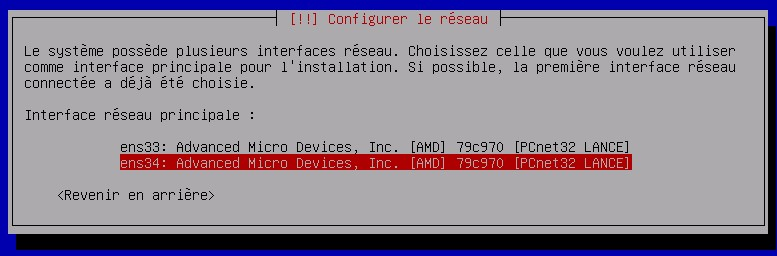 [!!] Configurer le réseau
Le système possède plusieurs interfaces réseau. Choisissez celle que vous voulez utiliser
comme interface principale pour l'installation. Si possible, la première interface réseau
connectée a déjà été choisie.
Interface réseau principale :
ens33: Advanced Micro Devices, Inc. [AMD] 79c970 [PCnet32 LANCE]
ens34: Advanced Micro Devices, Inc. [AMD] 79c970 [PCnet32 LANCE]
<Revenir en arrière>